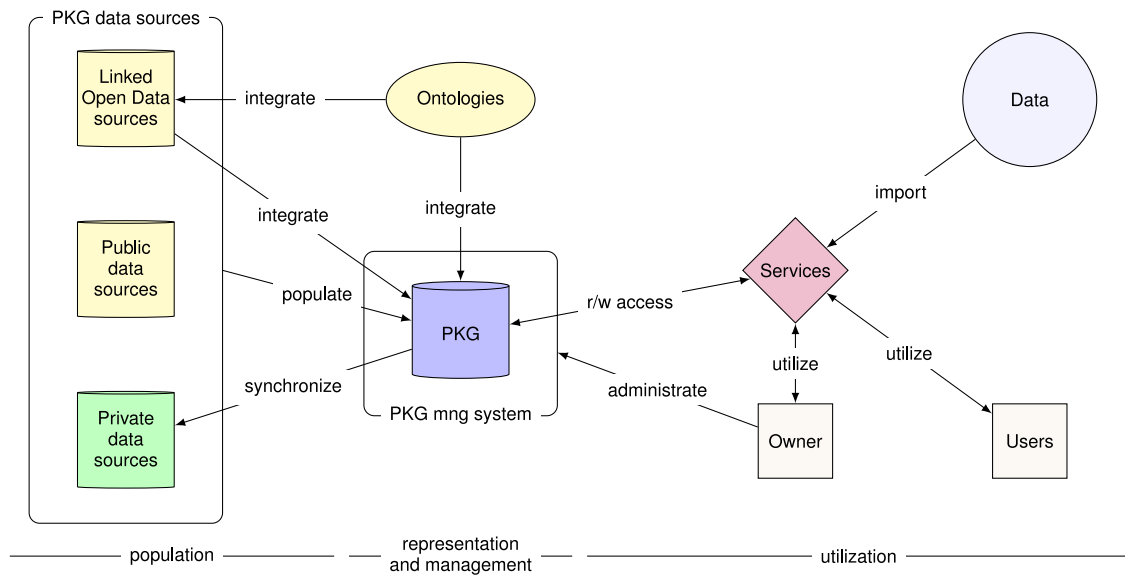 PKG data sources
Linked
Open Data
sources
integrate
Ontologies
Data
import
integrate
integrate
Public
data
sources
populate
Services
r/w access
PKG
utilize
utilize
synchronize
administrate
PKG mng system
Private
data
sources
Owner
Users
population
representation
and management
utilization